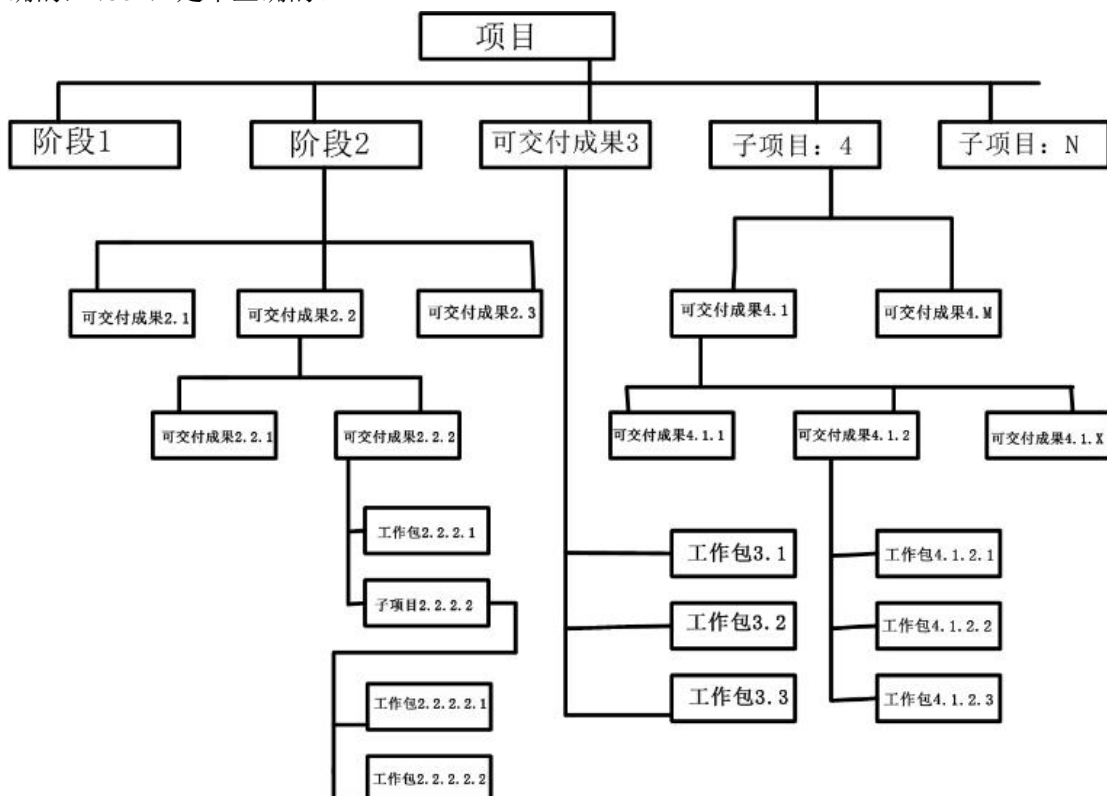 项目
阶段1
阶段2
可交付成果3
子项目：4
子项目：N
可交付成果2.1
可交付成果2.2
可交付成果2.3
可交付成果4.1
可交付成果4.M
可交付成果2.2.1
可交付成果2.2.2
可交付成果4.1.1
可交付成果4.1.2
可交付成果4.1.X
工作包2.2.2.1
工作包3.1
工作包4.1.2.1
子项目2.2.2.2
工作包3.2
工作包4.1.2.2
工作包2.2.2.2.1
工作包3.3
工作包4.1.2.3
工作包2.2.2.2.2